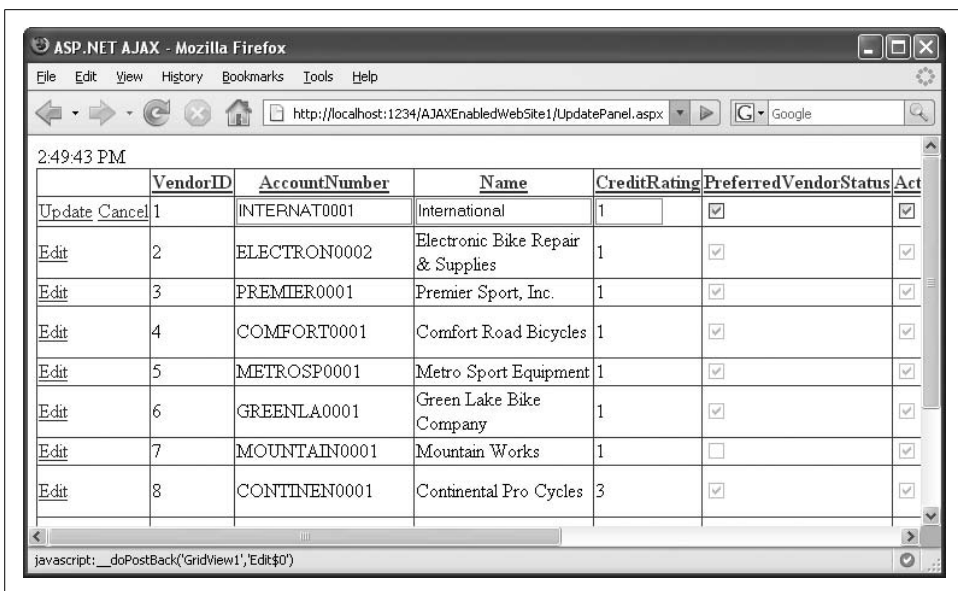 ASP.NET AJAX - Mozilla Firefox
File Edit View History Bookmarks Tools Help
http://localhost:1234/AJAXEnabledWebSite1/UpdatePanel.aspx G Google
2:49:43 PM
VendorID AccountNumber Name CreditRating PreferredVendorStatus Act
Update Cancel 1 INTERNAT0001 International 1
Edit 2 ELECTRON0002 Electronic Bike Repair
& Supplies 1
Edit 3 PREMIER0001 Premier Sport, Inc. 1
Edit 4 COMFORT0001 Comfort Road Bicycles 1
Edit 5 METROSP0001 Metro Sport Equipment 1
Edit 6 GREENLA0001 Green Lake Bike
Company 1
Edit 7 MOUNTAIN0001 Mountain Works 1
Edit 8 CONTINEN0001 Continental Pro Cycles 3
javascript:__doPostBack('GridView1','Edit$0')